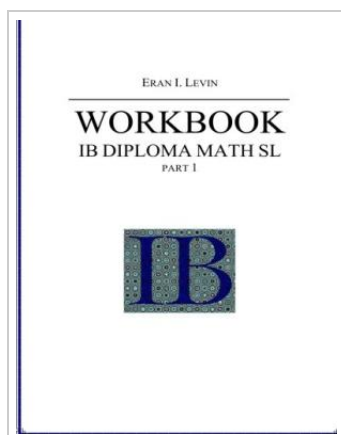 ERAN I. LEVIN
WORKBOOK
IB DIPLOMA MATH SL
PART 1
IB